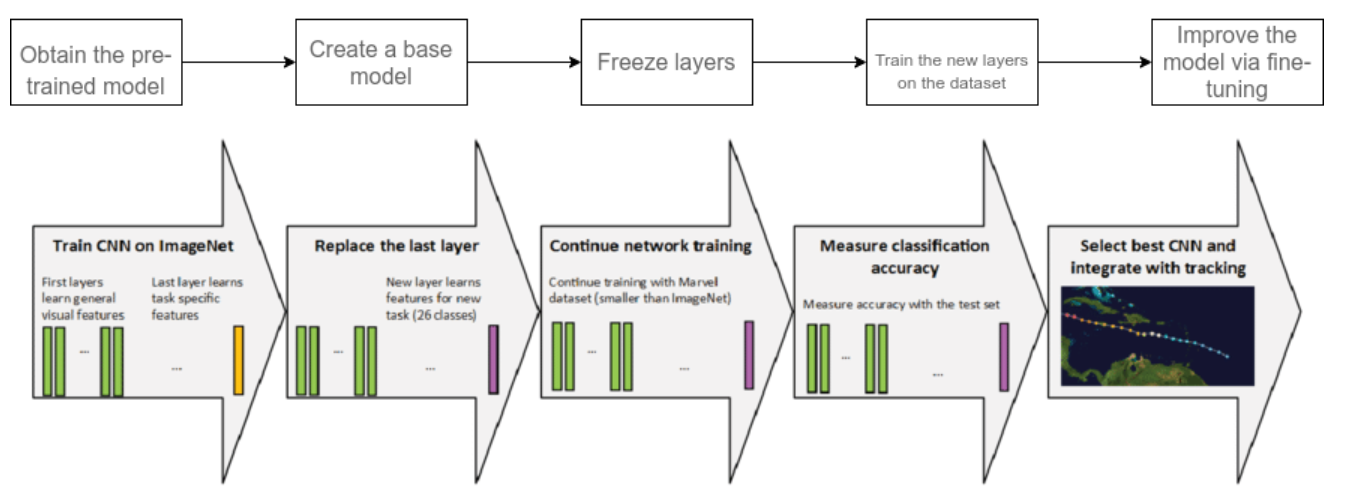 Obtain the pre-
trained model
Create a base
model
Freeze layers
Train the new layers
on the dataset
Improve the
model via fine-
tuning
Train CNN on ImageNet
First layers
learn general
visual features
Last layer learns
task specific
features
....
....
Replace the last layer
New layer learns
features for new
task (26 classes)
....
....
Continue network training
Continue training with Marvel
dataset (smaller than ImageNet)
...
....
Measure classification
accuracy
Measure accuracy with the test set
...
....
Select best CNN and
integrate with tracking